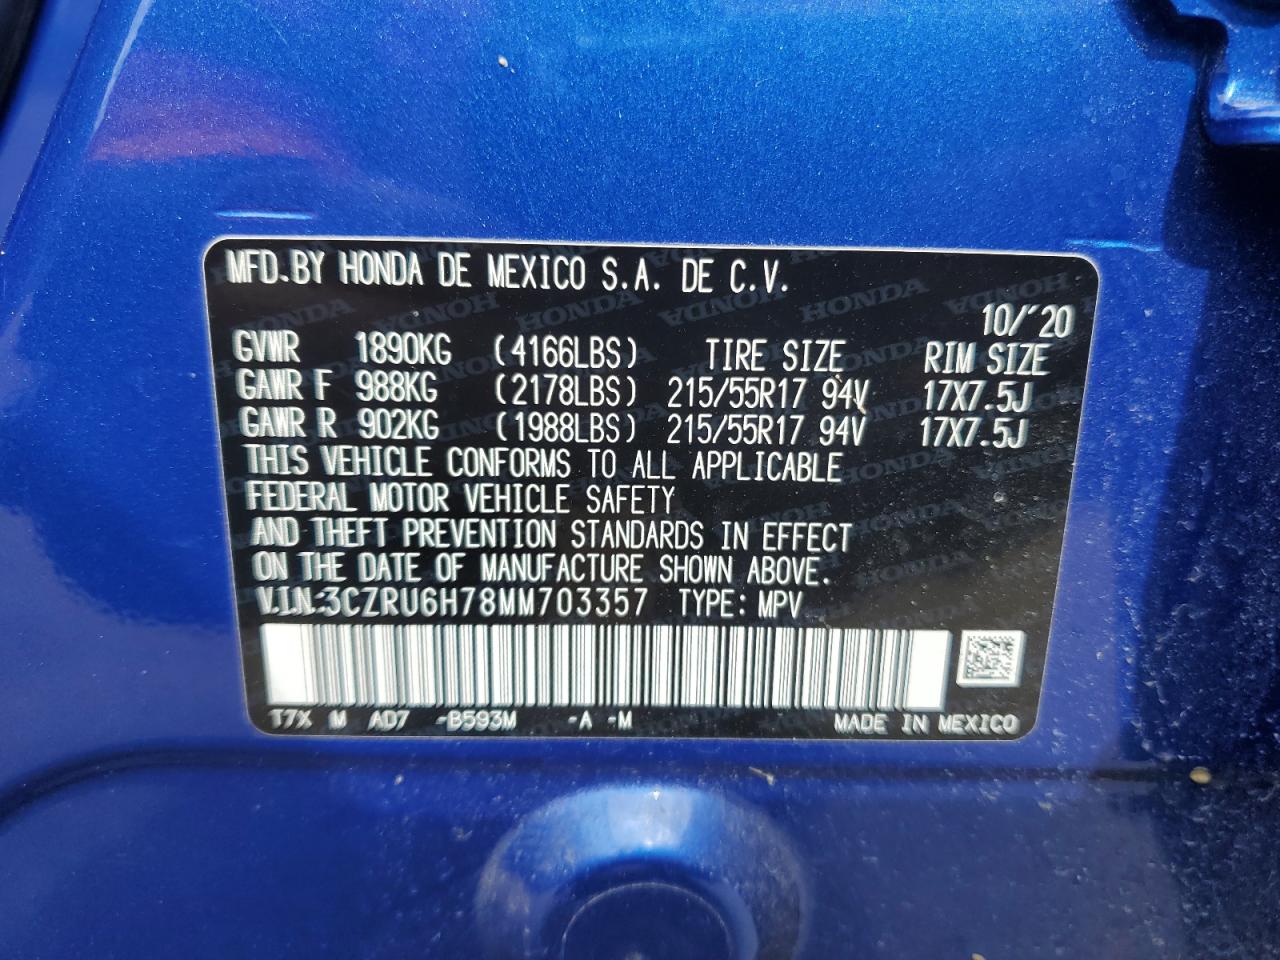 MFD.BY HONDA DE MEXICO S.A. DE C.V.
10/'20
GVWR 1890KG (4166LBS) TIRE SIZE RIM SIZE
GAWR F 988KG (2178LBS) 215/55R17 94V 17X7.5J
GAWR R 902KG (1988LBS) 215/55R17 94V 17X7.5J
THIS VEHICLE CONFORMS TO ALL APPLICABLE
FEDERAL MOTOR VEHICLE SAFETY
AND THEFT PREVENTION STANDARDS IN EFFECT
ON THE DATE OF MANUFACTURE SHOWN ABOVE.
V.I.N:3CZRU6H78MM703357 TYPE: MPV
T7X M AD7 -B593M -A -M MADE IN MEXICO